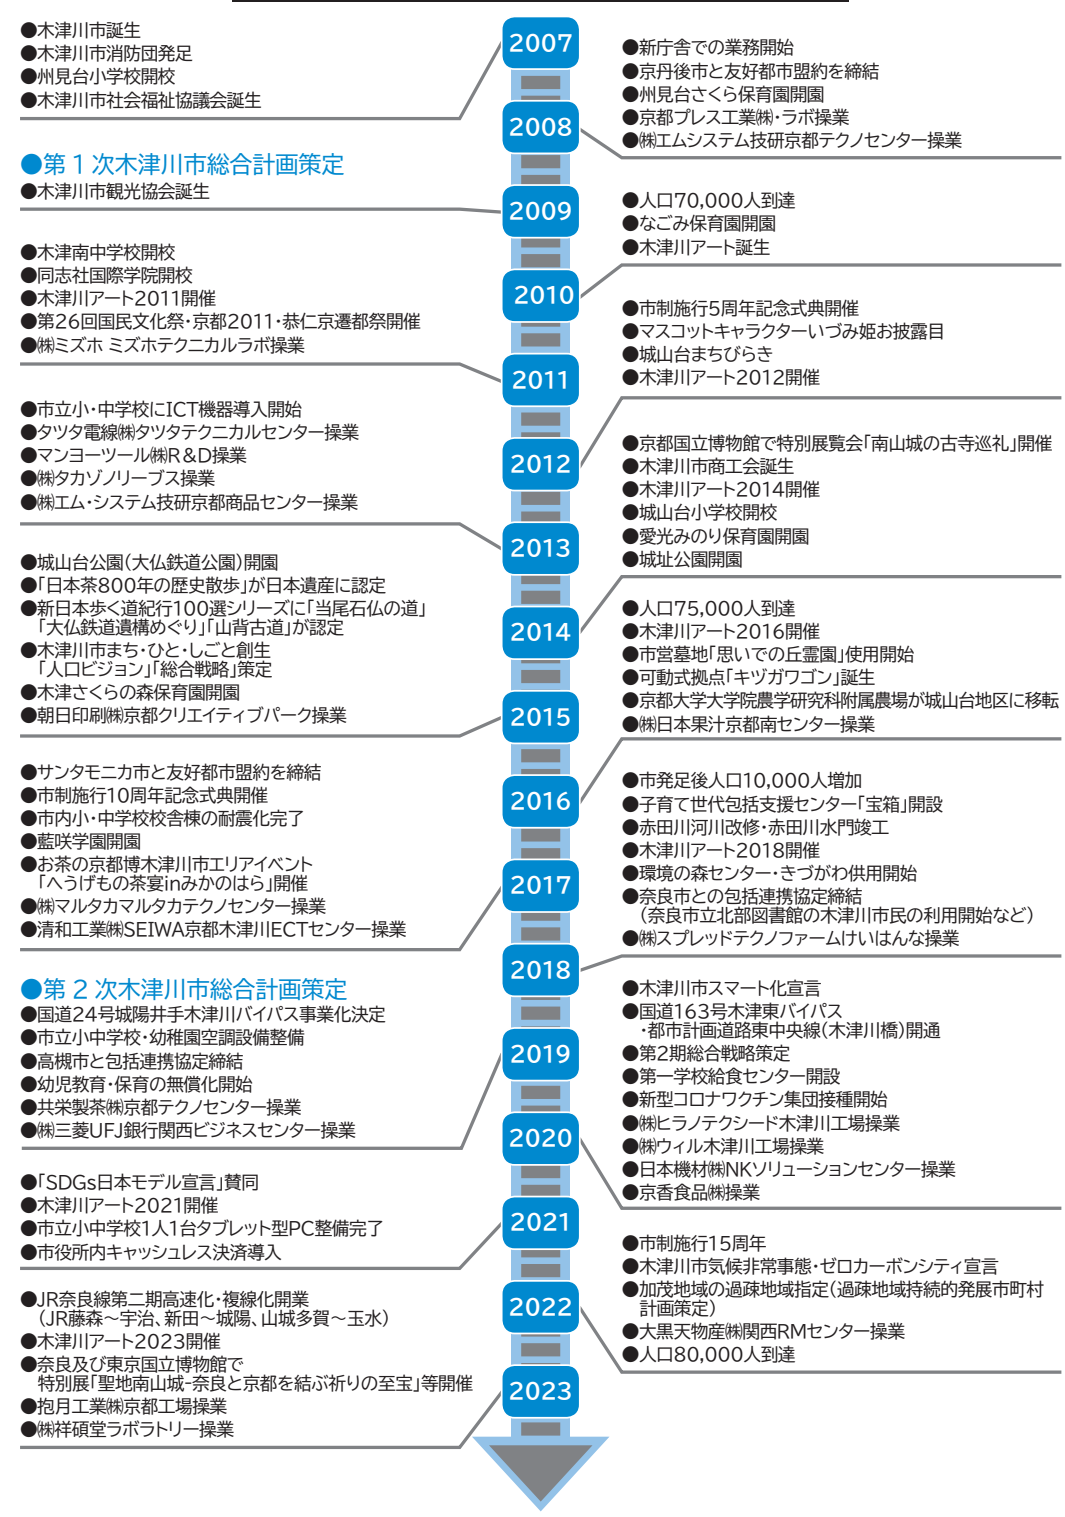 2007
●木津川市誕生
●木津川市消防団発足
●州見台小学校開校
●木津川市社会福祉協議会誕生
2008
●新庁舎での業務開始
●京丹後市と友好都市盟約を締結
●州見台さくら保育園開園
●京都プレス工業㈱・ラボ操業
●㈱エムシステム技研京都テクノセンター操業
2009
●第1次木津川市総合計画策定
●木津川市観光協会誕生
2010
●人口70,000人到達
●なごみ保育園開園
●木津川アート誕生
2011
●木津南中学校開校
●同志社国際学院開校
●木津川アート2011開催
●第26回国民文化祭・京都2011・恭仁京遷都祭開催
●㈱ミズホ ミズホテクニカルラボ操業
2012
●市制施行5周年記念式典開催
●マスコットキャラクターいづみ姫お披露目
●城山台まちびらき
●木津川アート2012開催
2013
●市立小・中学校にICT機器導入開始
●タツタ電線㈱タツタテクニカルセンター操業
●マンヨーツール㈱R&D操業
●㈱タカゾノリーブス操業
●㈱エム・システム技研京都商品センター操業
2014
●京都国立博物館で特別展覧会「南山城の古寺巡礼」開催
●木津川市商工会誕生
●木津川アート2014開催
●城山台小学校開校
●愛光みのり保育園開園
●城址公園開園
2015
●城山台公園(大仏鉄道公園)開園
●「日本茶800年の歴史散歩」が日本遺産に認定
●新日本歩く道紀行100選シリーズに「当尾石仏の道」
「大仏鉄道遺構めぐり」「山背古道」が認定
●木津川市まち・ひと・しごと創生
「人口ビジョン」「総合戦略」策定
●木津さくらの森保育園開園
●朝日印刷㈱京都クリエイティブパーク操業
2016
●人口75,000人到達
●木津川アート2016開催
●市営墓地「思いでの丘霊園」使用開始
●可動式拠点「キヅガワゴン」誕生
●京都大学大学院農学研究科附属農場が城山台地区に移転
●㈱日本果汁京都南センター操業
2017
●サンタモニカ市と友好都市盟約を締結
●市制施行10周年記念式典開催
●市内小・中学校校舎棟の耐震化完了
●藍咲学園開園
●お茶の京都博木津川市エリアイベント
「へうげもの茶宴inみかのはら」開催
●㈱マルタカマルタカテクノセンター操業
●清和工業㈱SEIWA京都木津川ECTセンター操業
2018
●市発足後人口10,000人増加
●子育て世代包括支援センター「宝箱」開設
●赤田川河川改修・赤田川水門竣工
●木津川アート2018開催
●環境の森センター・きづがわ供用開始
●奈良市との包括連携協定締結
(奈良市立北部図書館の木津川市民の利用開始など)
●㈱スプレッドテクノファームけいはんな操業
2019
●第2次木津川市総合計画策定
●国道24号城陽井手木津川バイパス事業化決定
●市立小中学校・幼稚園空調設備整備
●高槻市と包括連携協定締結
●幼児教育・保育の無償化開始
●共栄製茶㈱京都テクノセンター操業
●㈱三菱UFJ銀行関西ビジネスセンター操業
2020
●木津川市スマート化宣言
●国道163号木津東バイパス
・都市計画道路東中央線(木津川橋)開通
●第2期総合戦略策定
●第一学校給食センター開設
●新型コロナワクチン集団接種開始
●㈱ヒラノテクシード木津川工場操業
●㈱ウィル木津川工場操業
●日本機材㈱NKソリューションセンター操業
●京香食品㈱操業
2021
●「SDGs日本モデル宣言」賛同
●木津川アート2021開催
●市立小中学校1人1台タブレット型PC整備完了
●市役所内キャッシュレス決済導入
2022
●市制施行15周年
●木津川市気候非常事態・ゼロカーボンシティ宣言
●加茂地域の過疎地域指定(過疎地域持続的発展市町村
計画策定)
●大黒天物産㈱関西RMセンター操業
●人口80,000人到達
2023
●JR奈良線第二期高速化・複線化開業
(JR藤森~宇治、新田~城陽、山城多賀~玉水)
●木津川アート2023開催
●奈良及び東京国立博物館で
特別展「聖地南山城-奈良と京都を結ぶ祈りの至宝」等開催
●抱月工業㈱京都工場操業
●㈱祥碩堂ラボラトリー操業